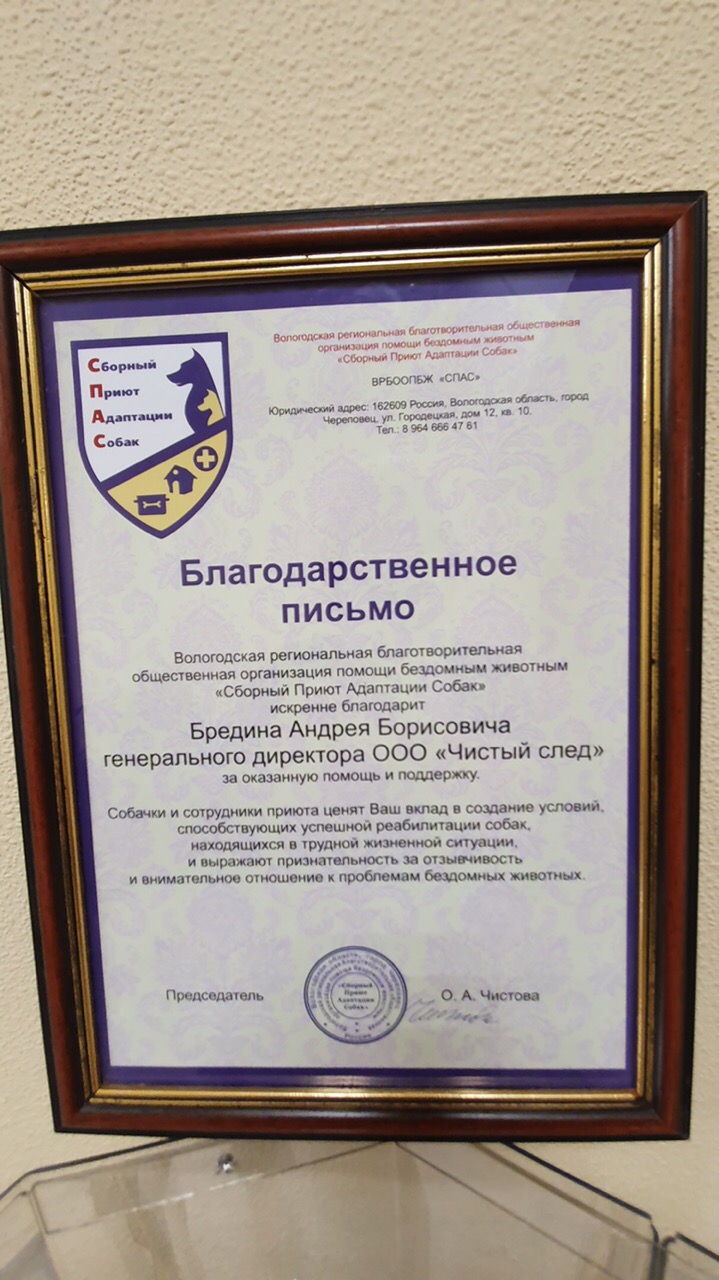 Сборный
Приют
Адаптации
Собак
Вологодская региональная благотворительная общественная
организация помощи бездомным животным
«Сборный Приют Адаптации Собак»
ВРБООПБЖ «СПАС»
Юридический адрес: 162609 Россия, Вологодская область, город
Череповец, ул. Городецкая, дом 12, кв. 10.
Тел.: 8 964 666 47 61
Благодарственное
письмо
Вологодская региональная благотворительная
общественная организация помощи бездомным животным
«Сборный Приют Адаптации Собак»
искренне благодарит
Бредина Андрея Борисовича
генерального директора ООО «Чистый след»
за оказанную помощь и поддержку.
Собачки и сотрудники приюта ценят Ваш вклад в создание условий,
способствующих успешной реабилитации собак,
находящихся в трудной жизненной ситуации,
и выражают признательность за отзывчивость
и внимательное отношение к проблемам бездомных животных.
Председатель
«Сборный
Приют
Адаптации
Собак»
О. А. Чистова